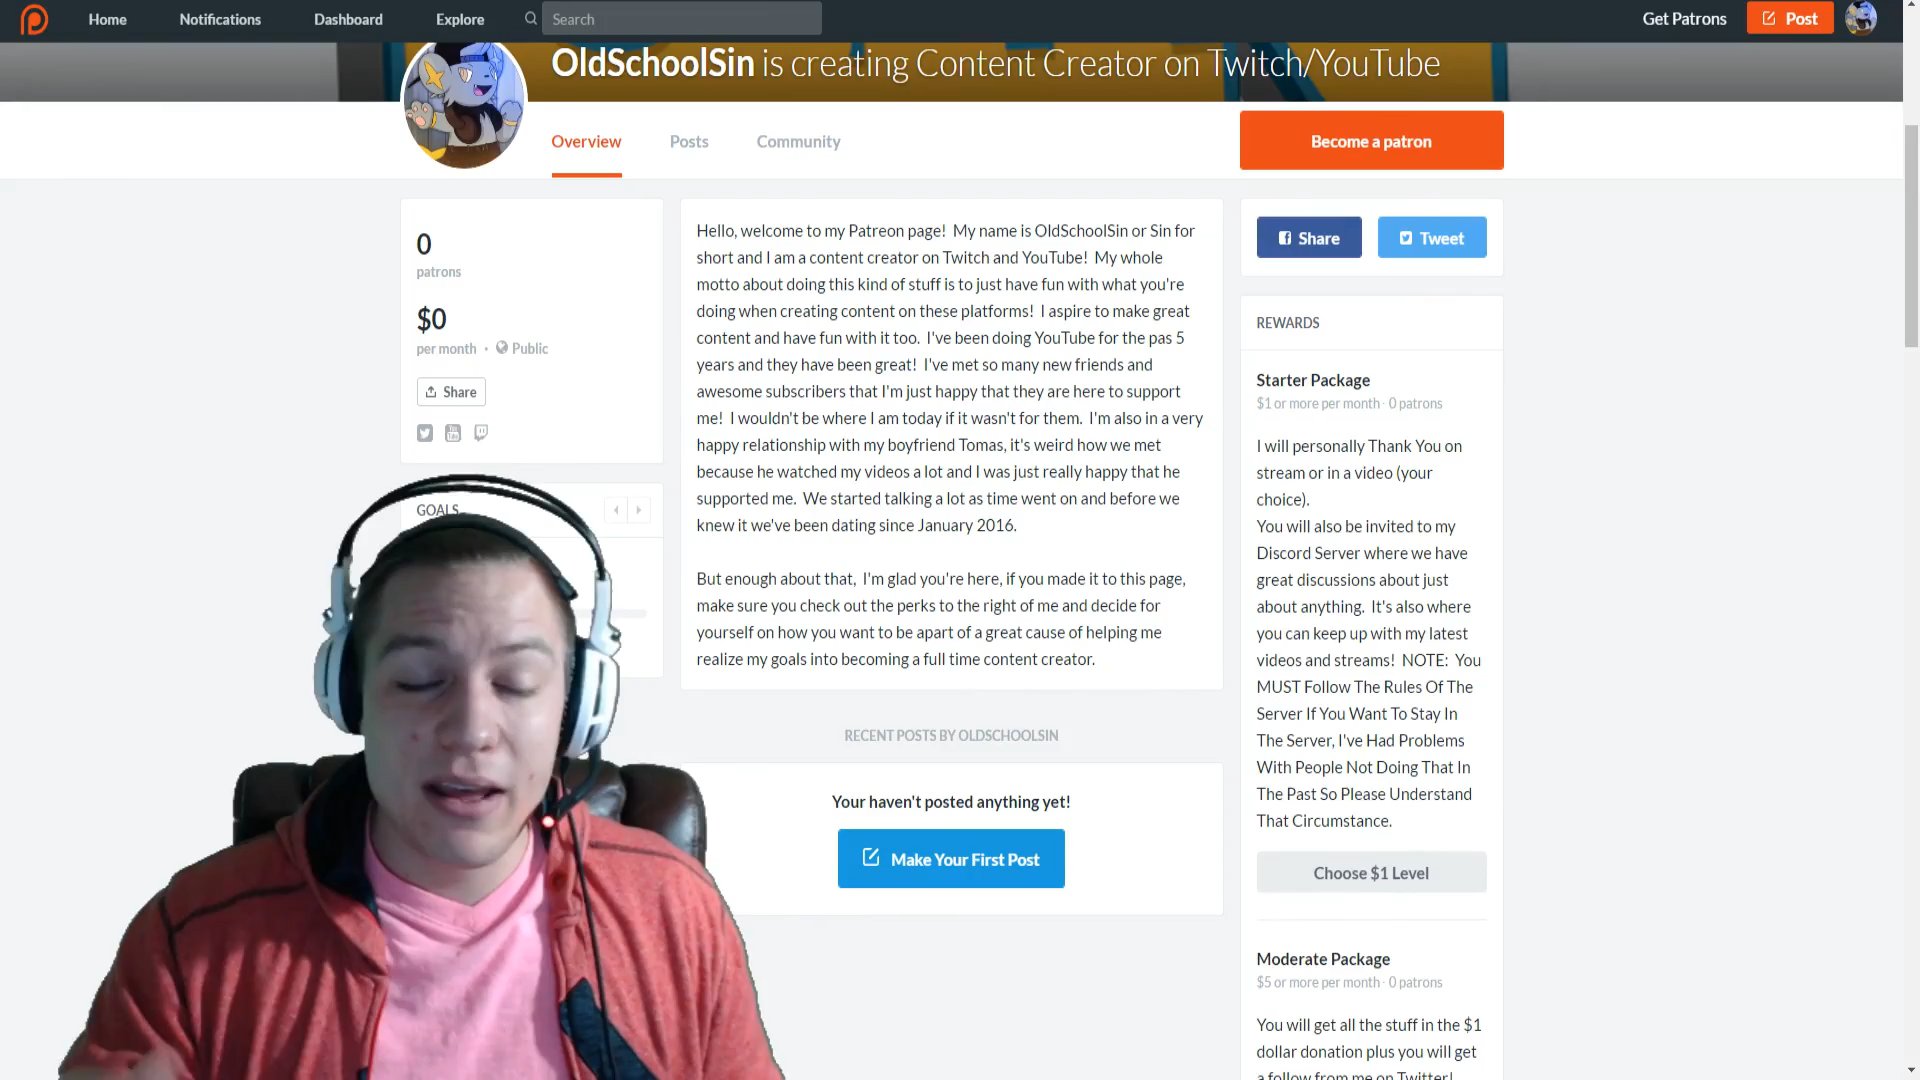 Home
Notifications
Dashboard
Explore
Search
Get Patrons
Post
OldSchoolSin is creating Content Creator on Twitch/YouTube
Overview
Posts
Community
Become a patron
0
patrons
$0
per month · Public
Share
GOALS
Hello, welcome to my Patreon page! My name is OldSchoolSin or Sin for
short and I am a content creator on Twitch and YouTube! My whole
motto about doing this kind of stuff is to just have fun with what you're
doing when creating content on these platforms! I aspire to make great
content and have fun with it too. I've been doing YouTube for the pas 5
years and they have been great! I've met so many new friends and
awesome subscribers that I'm just happy that they are here to support
me! I wouldn't be where I am today if it wasn't for them. I'm also in a very
happy relationship with my boyfriend Tomas, it's weird how we met
because he watched my videos a lot and I was just really happy that he
supported me. We started talking a lot as time went on and before we
knew it we've been dating since January 2016.
But enough about that, I'm glad you're here, if you made it to this page,
make sure you check out the perks to the right of me and decide for
yourself on how you want to be apart of a great cause of helping me
realize my goals into becoming a full time content creator.
RECENT POSTS BY OLDSCHOOLSIN
Your haven't posted anything yet!
Make Your First Post
Share
Tweet
REWARDS
Starter Package
$1 or more per month · 0 patrons
I will personally Thank You on
stream or in a video (your
choice).
You will also be invited to my
Discord Server where we have
great discussions about just
about anything. It's also where
you can keep up with my latest
videos and streams! NOTE: You
MUST Follow The Rules Of The
Server If You Want To Stay In
The Server, I've Had Problems
With People Not Doing That In
The Past So Please Understand
That Circumstance.
Choose $1 Level
Moderate Package
$5 or more per month · 0 patrons
You will get all the stuff in the $1
dollar donation plus you will get
a follow from me on Twitter!